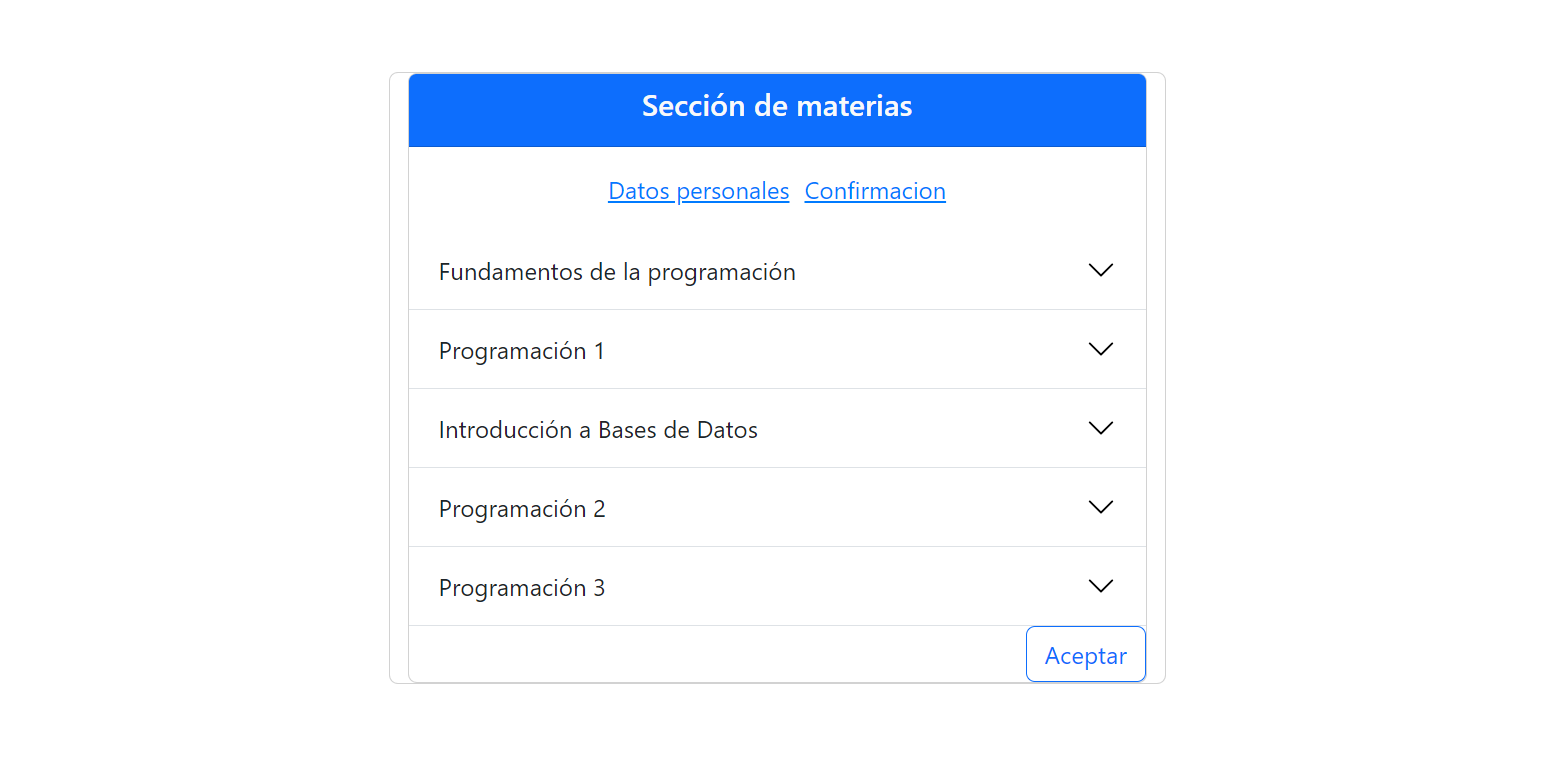 Sección de materias
Datos personales Confirmacion
Fundamentos de la programación
Programación 1
Introducción a Bases de Datos
Programación 2
Programación 3
Aceptar